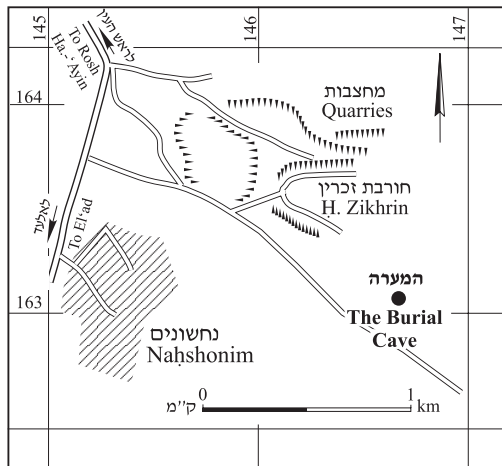 145
146
147
לראש העין
To Rosh
Ha.-‘Ayin
164
מחצבות
Quarries
חורבת זכרין
Ḥ. Zikhrin
לאלעד
To El‘ad
המערה
The Burial
Cave
163
נחשונים
Naḥshonim
0
1
ק"מ
km